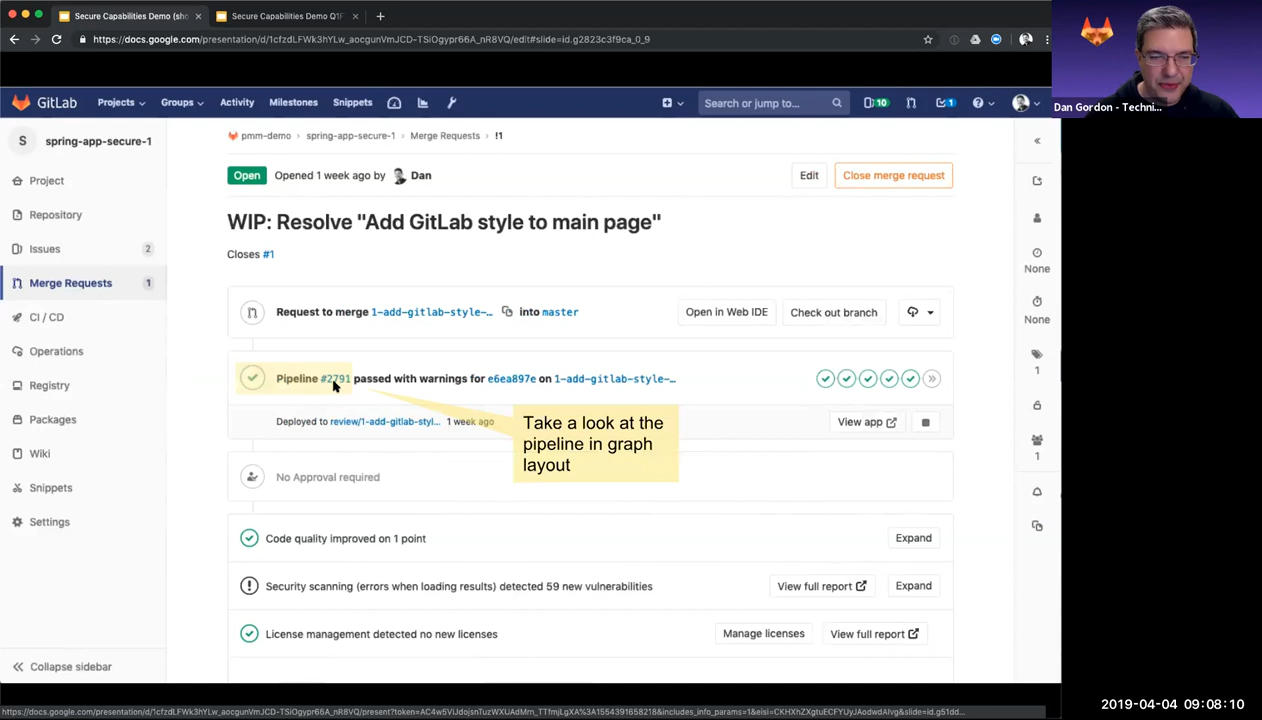 Secure Capabilities Demo (sho
Secure Capabilities Demo Q1F
https://docs.google.com/presentation/d/1cfzdLFWk3hYLw_aocgunVmJCD-TSiOgypr66A_nR8VQ/edit#slide=id.g2823c3f9ca_0_9
Dan Gordon - Techni...
GitLab Projects Groups Activity Milestones Snippets Search or jump to... 10 1
S spring-app-secure-1
pmm-demo > spring-app-secure-1 > Merge Requests > !1
Project
Repository
Issues 2
Merge Requests 1
CI / CD
Operations
Registry
Packages
Wiki
Snippets
Settings
Collapse sidebar
Open Opened 1 week ago by Dan Edit Close merge request
WIP: Resolve "Add GitLab style to main page"
Closes #1
Request to merge 1-add-gitlab-style-... into master Open in Web IDE Check out branch
Pipeline #2791 passed with warnings for e6ea897e on 1-add-gitlab-style-...
Deployed to review/1-add-gitlab-styl... 1 week ago View app
Take a look at the
pipeline in graph
layout
No Approval required
Code quality improved on 1 point Expand
Security scanning (errors when loading results) detected 59 new vulnerabilities View full report Expand
License management detected no new licenses Manage licenses View full report
None
None
1
1
2019-04-04 09:08:10